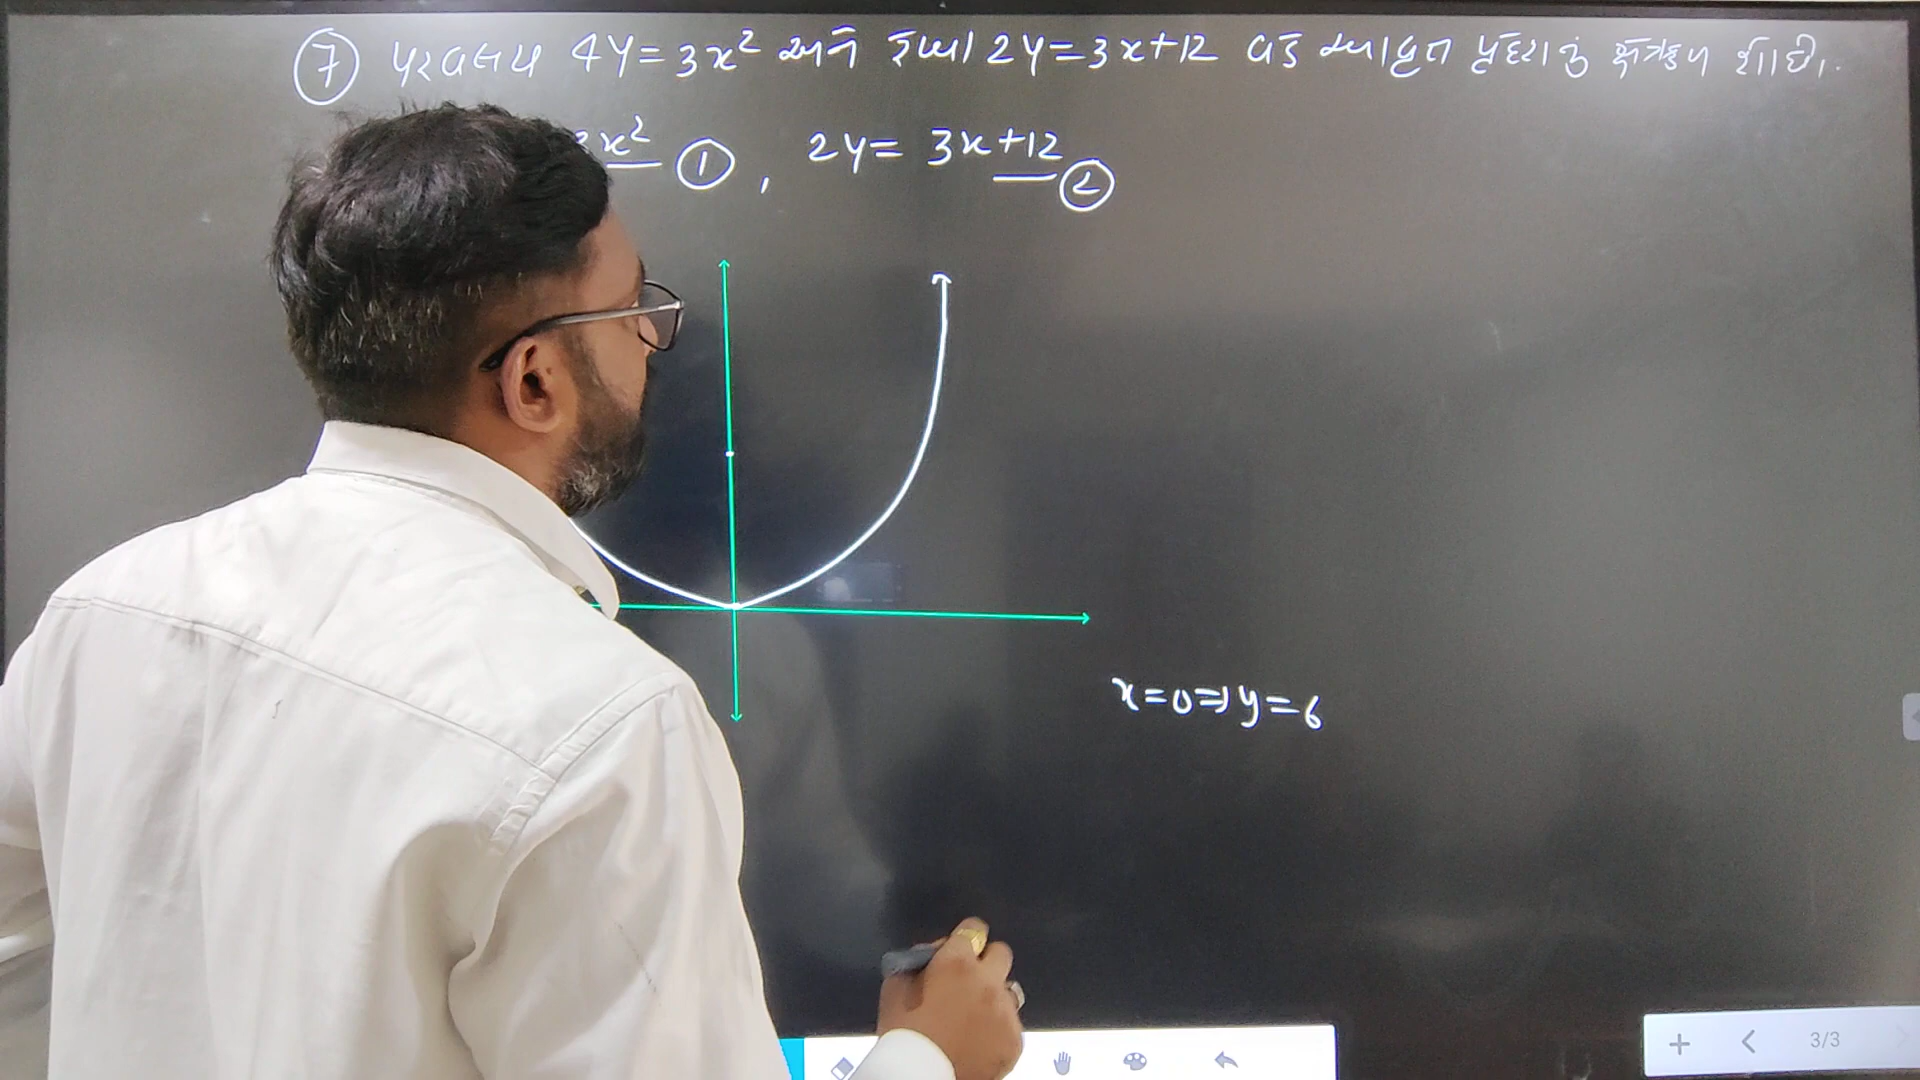 ⑦ પરવલય 4y=3x² અને રેખા 2y=3x+12 વડે આવૃત પ્રદેશનું ક્ષેત્રફળ શોધો.
3x² ① , 2y= 3x+12 ②
x=0⇒y=6
3/3